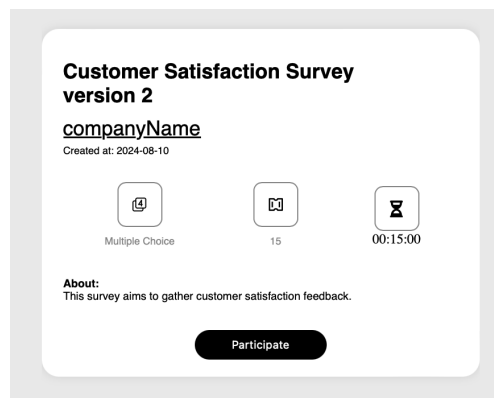 Customer Satisfaction Survey
version 2
companyName
Created at: 2024-08-10
4
Multiple Choice
15
00:15:00
About:
This survey aims to gather customer satisfaction feedback.
Participate